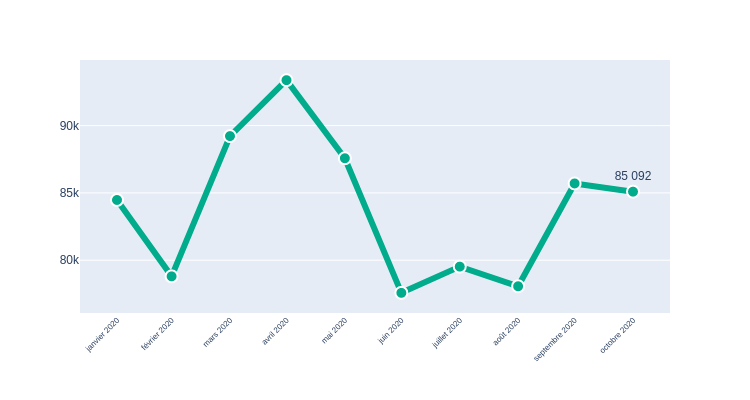 90k
85 092
85k
80k
janvier 2020
février 2020
mars 2020
avril 2020
mai 2020
juin 2020
juillet 2020
août 2020
septembre 2020
octobre 2020